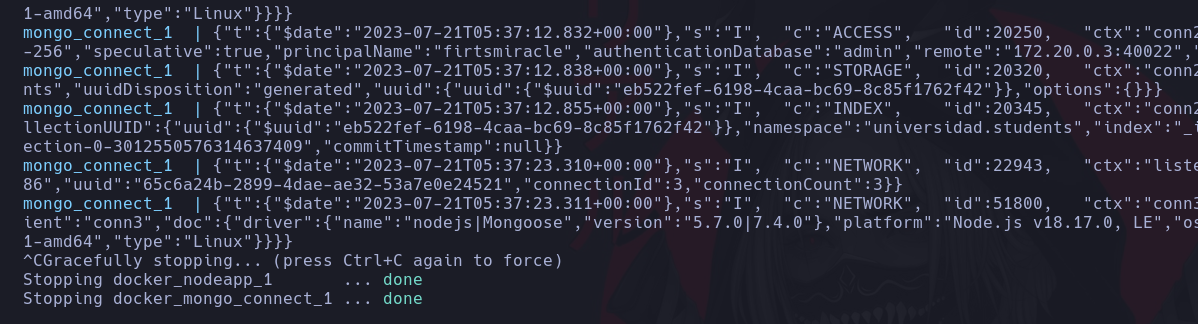 1-amd64","type":"Linux"}}}}
mongo_connect_1  | {"t":{"$date":"2023-07-21T05:37:12.832+00:00"},"s":"I",  "c":"ACCESS",   "id":20250,   "ctx":"conn2
-256","speculative":true,"principalName":"firtsmiracle","authenticationDatabase":"admin","remote":"172.20.0.3:40022","
mongo_connect_1  | {"t":{"$date":"2023-07-21T05:37:12.838+00:00"},"s":"I",  "c":"STORAGE",  "id":20320,   "ctx":"conn2
nts","uuidDisposition":"generated","uuid":{"uuid":{"$uuid":"eb522fef-6198-4caa-bc69-8c85f1762f42"}},"options":{}}}
mongo_connect_1  | {"t":{"$date":"2023-07-21T05:37:12.855+00:00"},"s":"I",  "c":"INDEX",    "id":20345,   "ctx":"conn2
llectionUUID":{"uuid":{"$uuid":"eb522fef-6198-4caa-bc69-8c85f1762f42"}},"namespace":"universidad.students","index":"_i
ection-0-3012550576314637409","commitTimestamp":null}}
mongo_connect_1  | {"t":{"$date":"2023-07-21T05:37:23.310+00:00"},"s":"I",  "c":"NETWORK",  "id":22943,   "ctx":"liste
86","uuid":"65c6a24b-2899-4dae-ae32-53a7e0e24521","connectionId":3,"connectionCount":3}}
mongo_connect_1  | {"t":{"$date":"2023-07-21T05:37:23.311+00:00"},"s":"I",  "c":"NETWORK",  "id":51800,   "ctx":"conn3
ient":"conn3","doc":{"driver":{"name":"nodejs|Mongoose","version":"5.7.0|7.4.0"},"platform":"Node.js v18.17.0, LE","os
1-amd64","type":"Linux"}}}}
^CGracefully stopping... (press Ctrl+C again to force)
Stopping docker_nodeapp_1       ... done
Stopping docker_mongo_connect_1 ... done